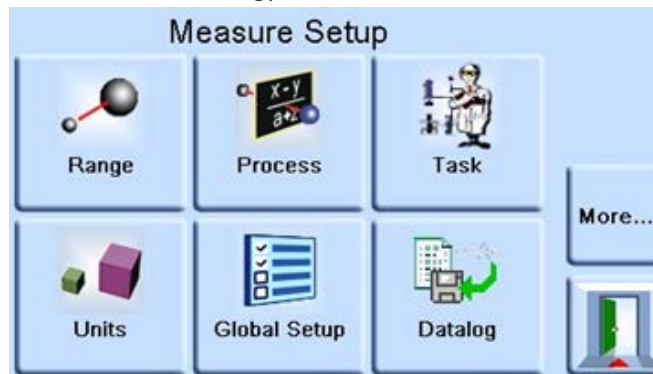 Measure Setup
x-y
a+z
Range
Process
Task
More...
Units
Global Setup
Datalog